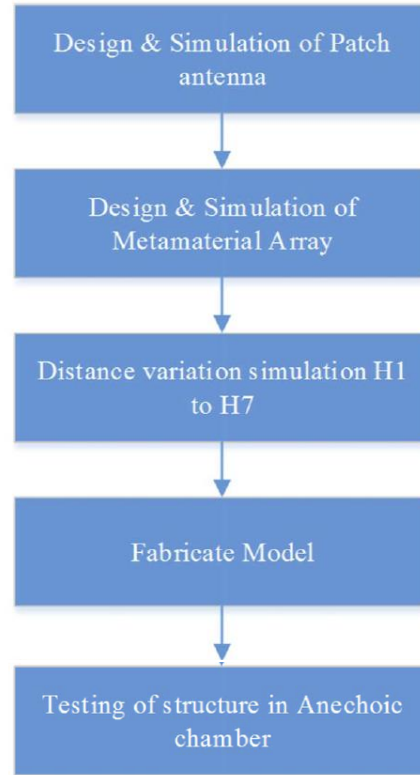 Design & Simulation of Patch
antenna
Design & Simulation of
Metamaterial Array
Distance variation simulation H1
to H7
Fabricate Model
Testing of structure in Anechoic
chamber